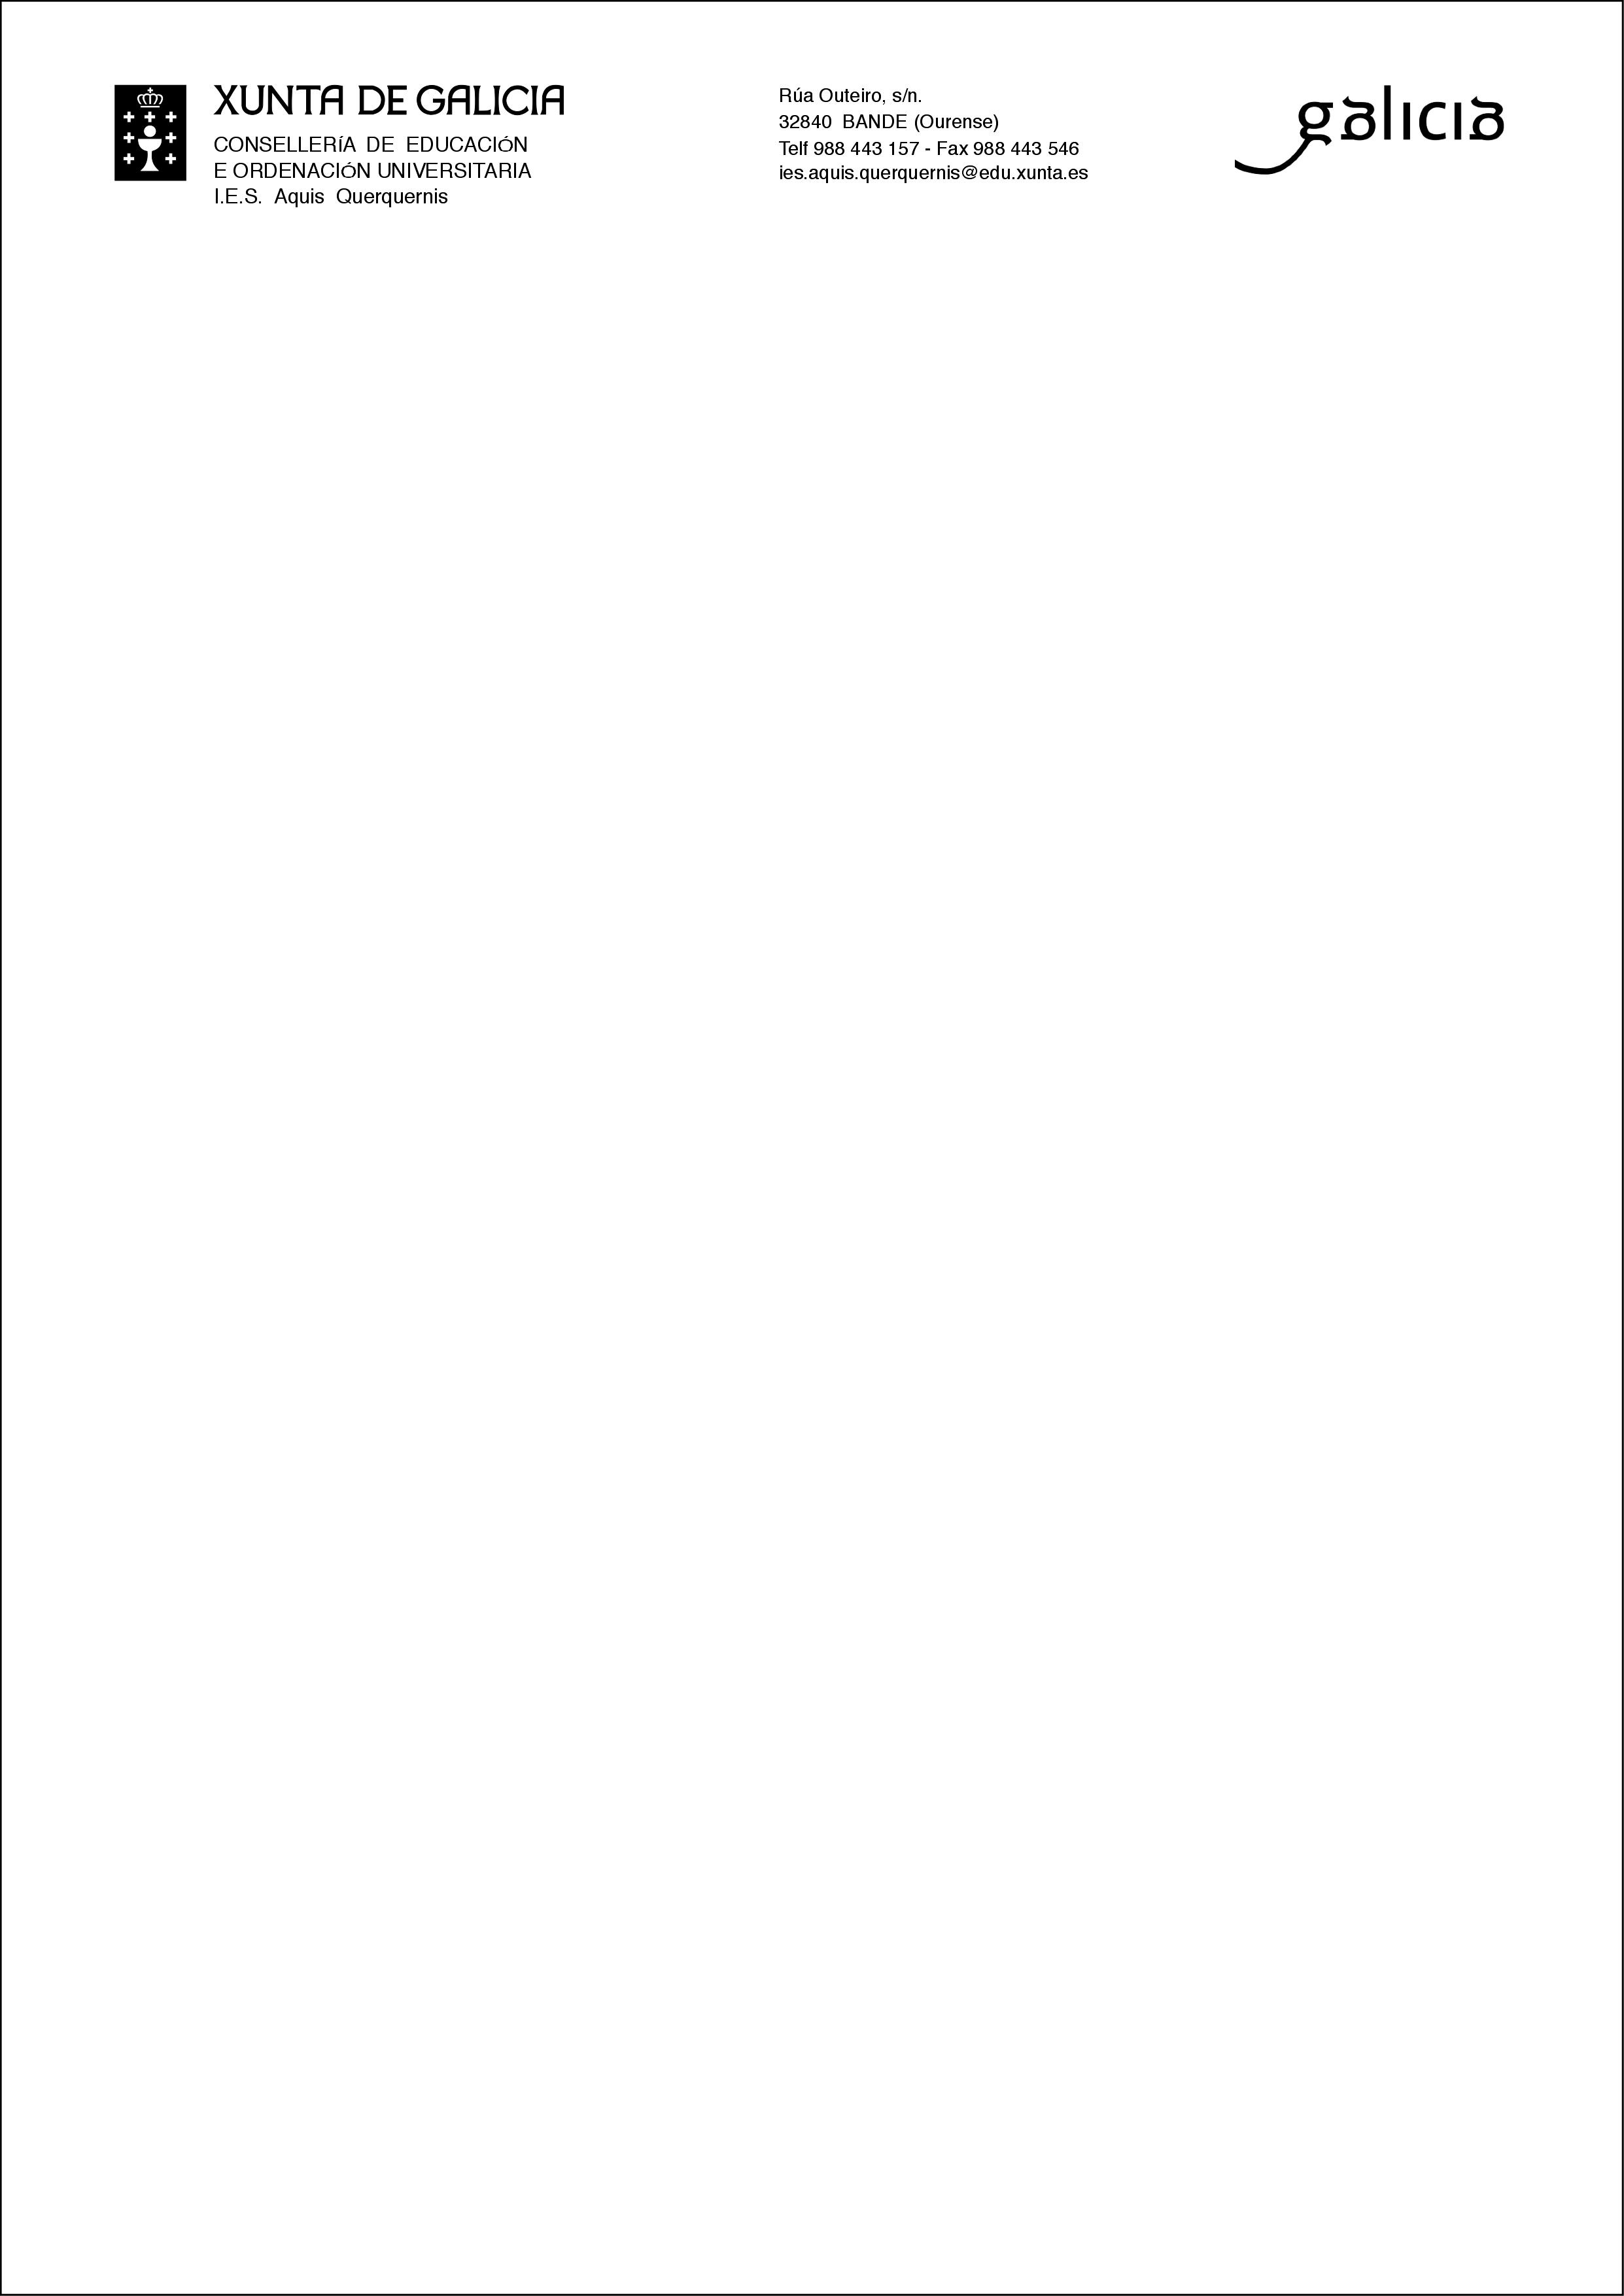 XUNTA DE GALICIA
CONSELLERÍA DE EDUCACIÓN
E ORDENACIÓN UNIVERSITARIA
I.E.S. Aquis Querquernis
Rúa Outeiro, s/n.
32840 BANDE (Ourense)
Telf 988 443 157 - Fax 988 443 546
ies.aquis.querquernis@edu.xunta.es
galicia